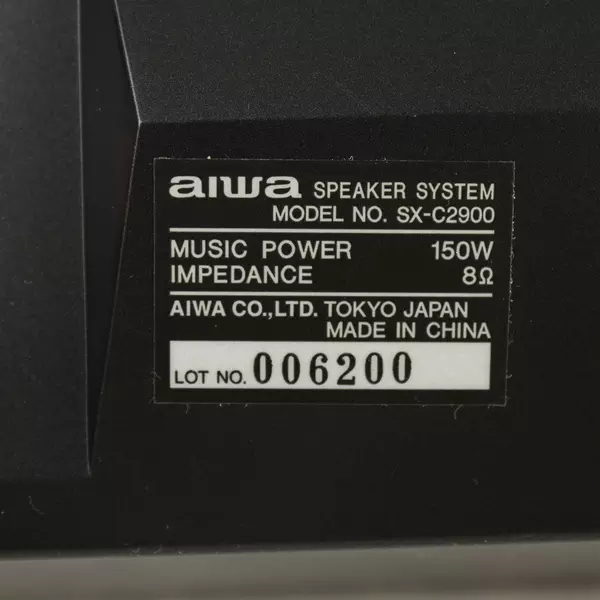 aiwa SPEAKER SYSTEM
MODEL NO. SX-C2900
MUSIC POWER 150W
IMPEDANCE 8Ω
AIWA CO.,LTD. TOKYO JAPAN
MADE IN CHINA
LOT NO. 006200